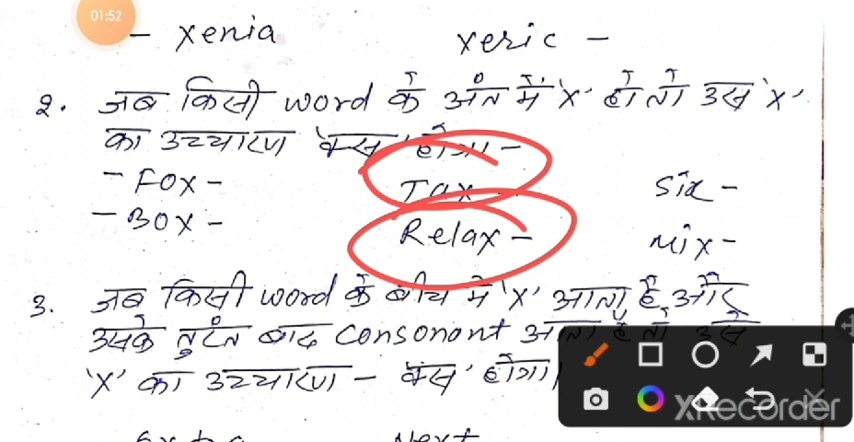 01:52
- xenia xeric -
२. जब किसी word के अंत में 'x' हो तो उस 'x'
का उच्चारण 'क्स' होगा -
- Fox - Tax - Six -
- Box - Relax - Mix -
3. जब किसी word के बीच में 'x' आता है और
उसके तुरंत बाद consonant आता है तो उसे
'x' का उच्चारण - 'क्स' होगा।
XRecorder
Next